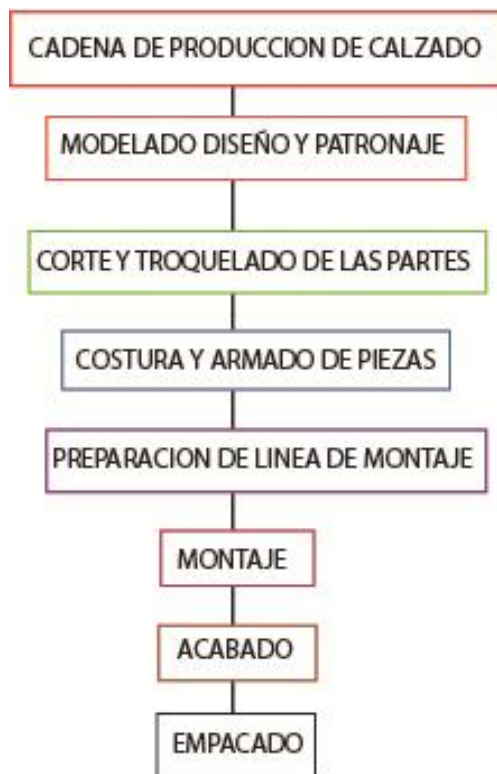 CADENA DE PRODUCCION DE CALZADO
MODELADO DISEÑO Y PATRONAJE
CORTE Y TROQUELADO DE LAS PARTES
COSTURA Y ARMADO DE PIEZAS
PREPARACION DE LINEA DE MONTAJE
MONTAJE
ACABADO
EMPACADO